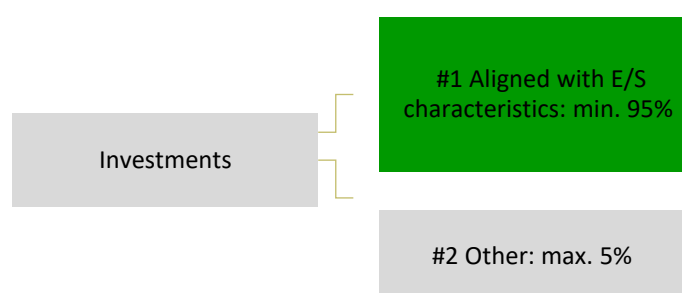 Investments
#1 Aligned with E/S
characteristics: min. 95%
#2 Other: max. 5%